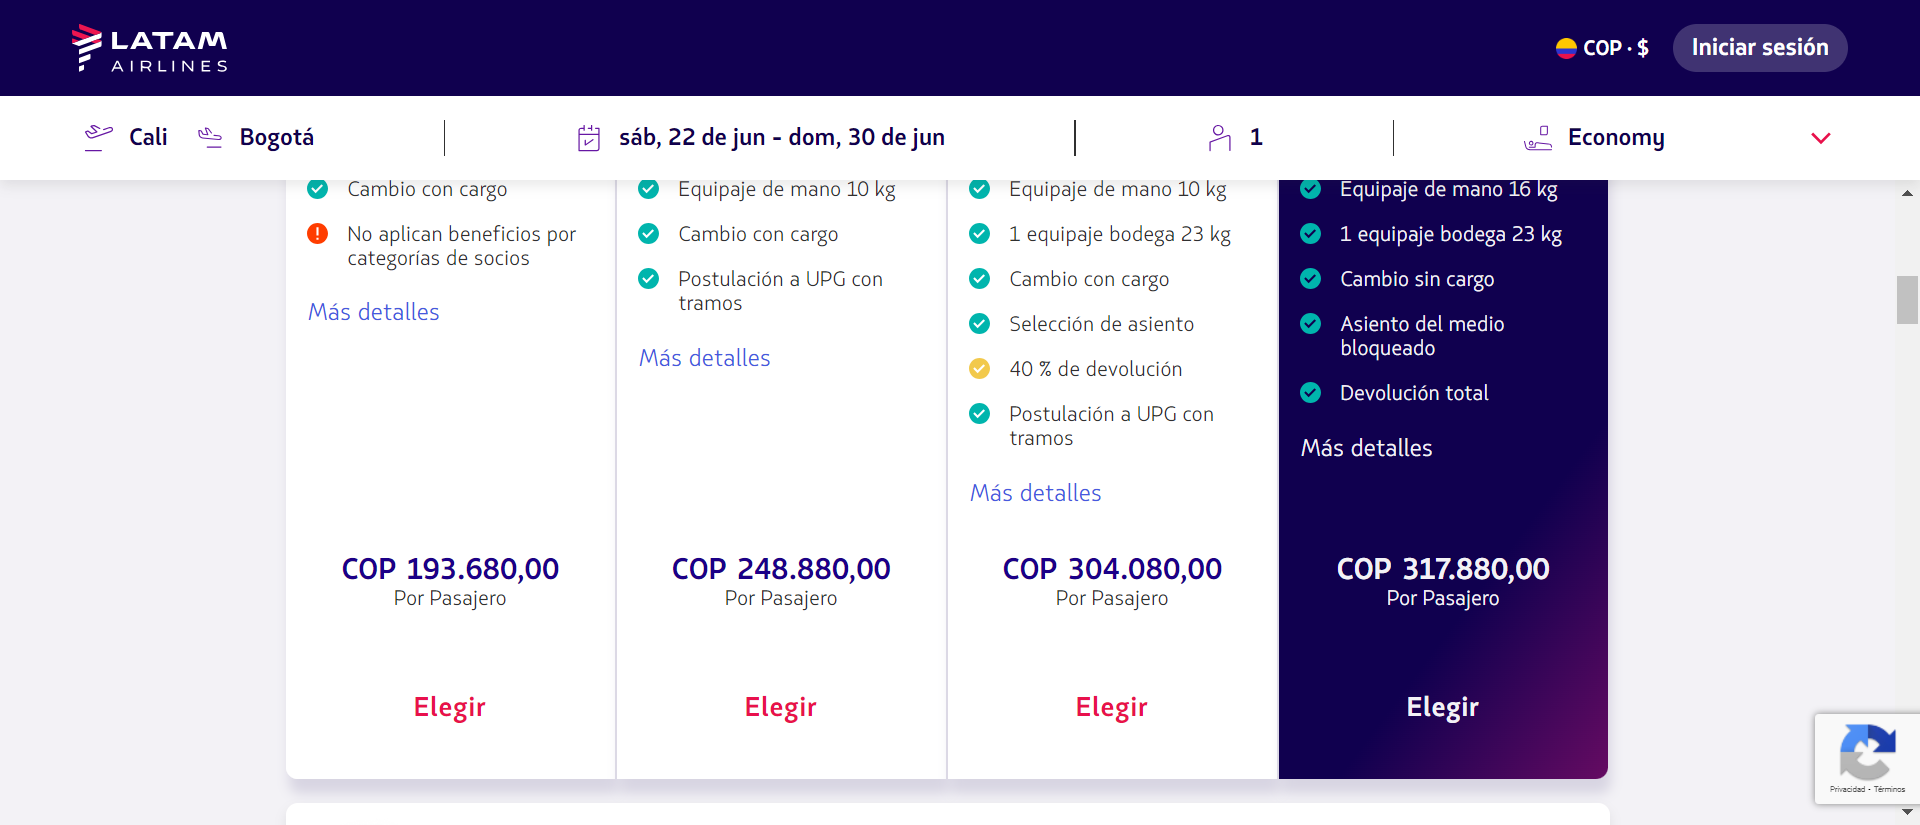 LATAM
AIRLINES
COP · $
Iniciar sesión
Cali
Bogotá
sáb, 22 de jun - dom, 30 de jun
1
Economy
Cambio con cargo
No aplican beneficios por
categorías de socios
Más detalles
COP 193.680,00
Por Pasajero
Elegir
Equipaje de mano 10 kg
Cambio con cargo
Postulación a UPG con
tramos
Más detalles
COP 248.880,00
Por Pasajero
Elegir
Equipaje de mano 10 kg
1 equipaje bodega 23 kg
Cambio con cargo
Selección de asiento
40 % de devolución
Postulación a UPG con
tramos
Más detalles
COP 304.080,00
Por Pasajero
Elegir
Equipaje de mano 16 kg
1 equipaje bodega 23 kg
Cambio sin cargo
Asiento del medio
bloqueado
Devolución total
Más detalles
COP 317.880,00
Por Pasajero
Elegir
Privacidad - Términos